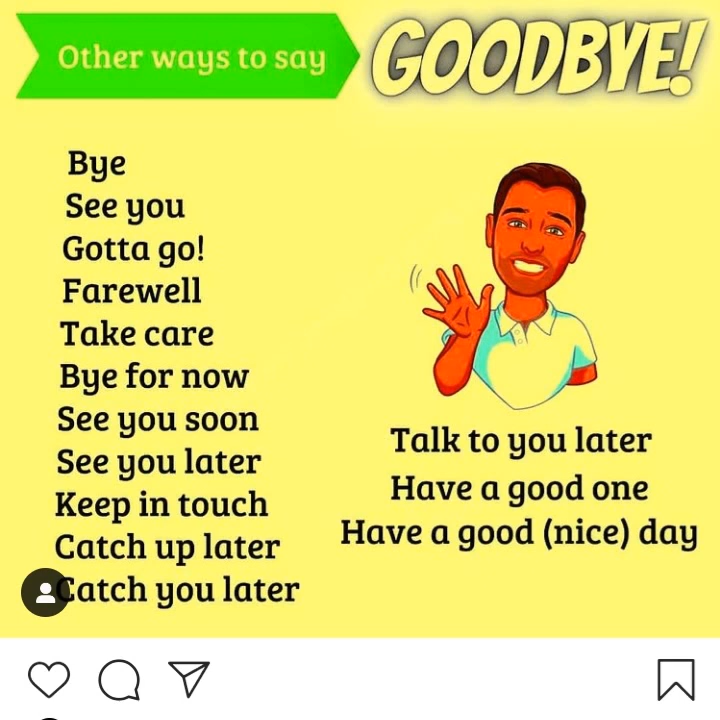 Other ways to say GOODBYE!
Bye
See you
Gotta go!
Farewell
Take care
Bye for now
See you soon
See you later
Keep in touch
Catch up later
Catch you later
Talk to you later
Have a good one
Have a good (nice) day